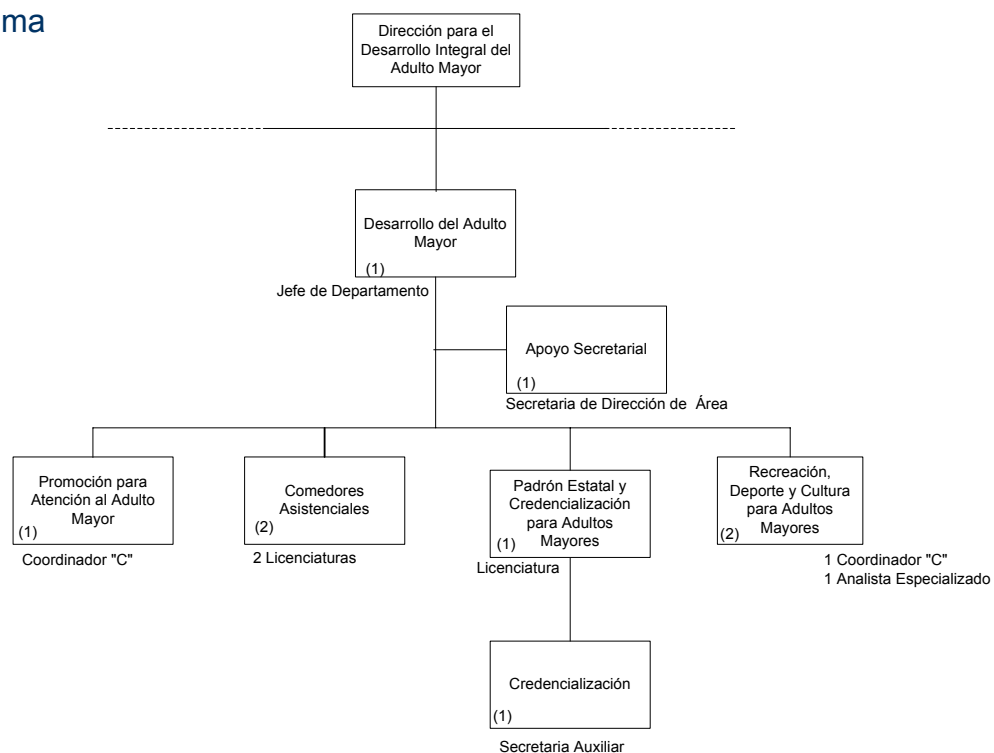 ma
Dirección para el
Desarrollo Integral del
Adulto Mayor
Desarrollo del Adulto
Mayor
(1)
Jefe de Departamento
Apoyo Secretarial
(1)
Secretaria de Dirección de Área
Promoción para
Atención al Adulto
Mayor
(1)
Coordinador "C"
Comedores
Asistenciales
(2)
2 Licenciaturas
Padrón Estatal y
Credencialización
para Adultos
Mayores
(1)
Licenciatura
Recreación,
Deporte y Cultura
para Adultos
Mayores
(2)
1 Coordinador "C"
1 Analista Especializado
Credencialización
(1)
Secretaria Auxiliar